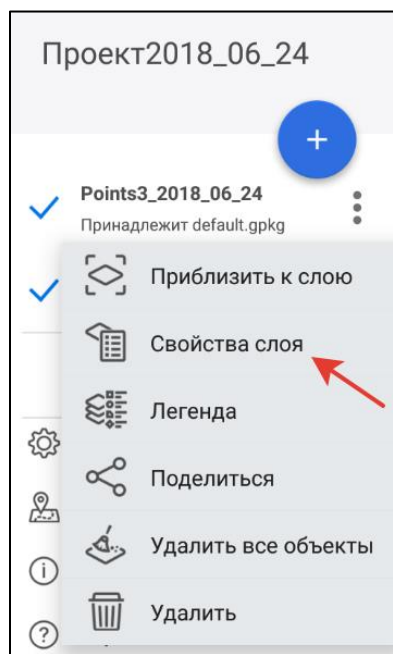 Проект2018_06_24
Points3_2018_06_24
Принадлежит default.gpkg
Приблизить к слою
Свойства слоя
Легенда
Поделиться
Удалить все объекты
Удалить